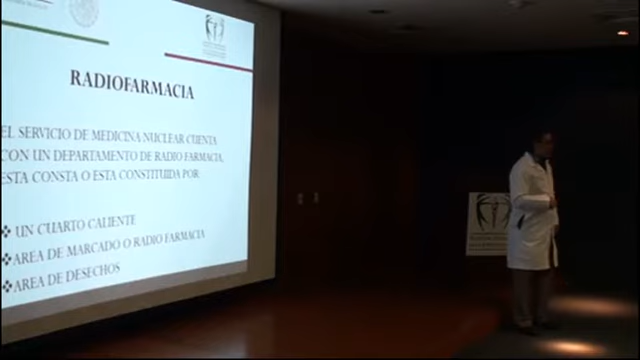 RADIOFARMACIA
EL SERVICIO DE MEDICINA NUCLEAR CUENTA
CON UN DEPARTAMENTO DE RADIO FARMACIA,
ESTA CONSTA O ESTA CONSTITUIDA POR:
❖ UN CUARTO CALIENTE
❖ AREA DE MARCADO O RADIO FARMACIA
❖ AREA DE DESECHOS